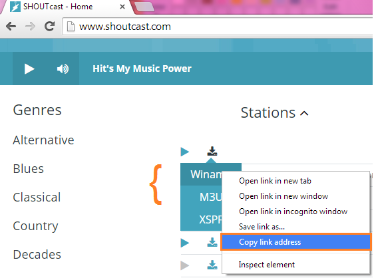 SHOUTcast - Home
www.shoutcast.com
Hit's My Music Power
Genres
Alternative
Blues
Classical
Country
Decades
Stations
M3U
XSPF
Open link in new tab
Open link in new window
Open link in incognito window
Save link as...
Copy link address
Inspect element